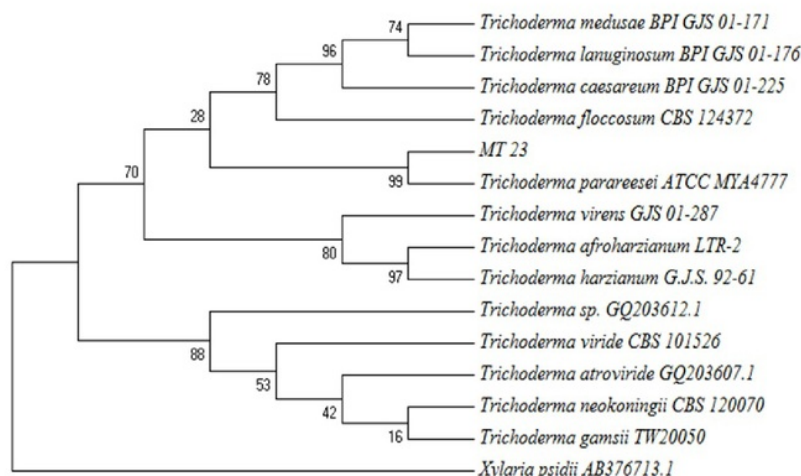 Trichoderma medusae BPI GJS 01-171
74
Trichoderma lanuginosum BPI GJS 01-176
96
Trichoderma caesareum BPI GJS 01-225
78
Trichoderma floccosum CBS 124372
28
MT 23
70
99
Trichoderma parareesei ATCC MYA4777
Trichoderma virens GJS 01-287
80
Trichoderma afroharzianum LTR-2
97
Trichoderma harzianum G.J.S. 92-61
Trichoderma sp. GQ203612.1
88
Trichoderma viride CBS 101526
53
Trichoderma atroviride GQ203607.1
42
Trichoderma neokoningii CBS 120070
16
Trichoderma gamsii TW20050
Xylaria psidii AB376713.1